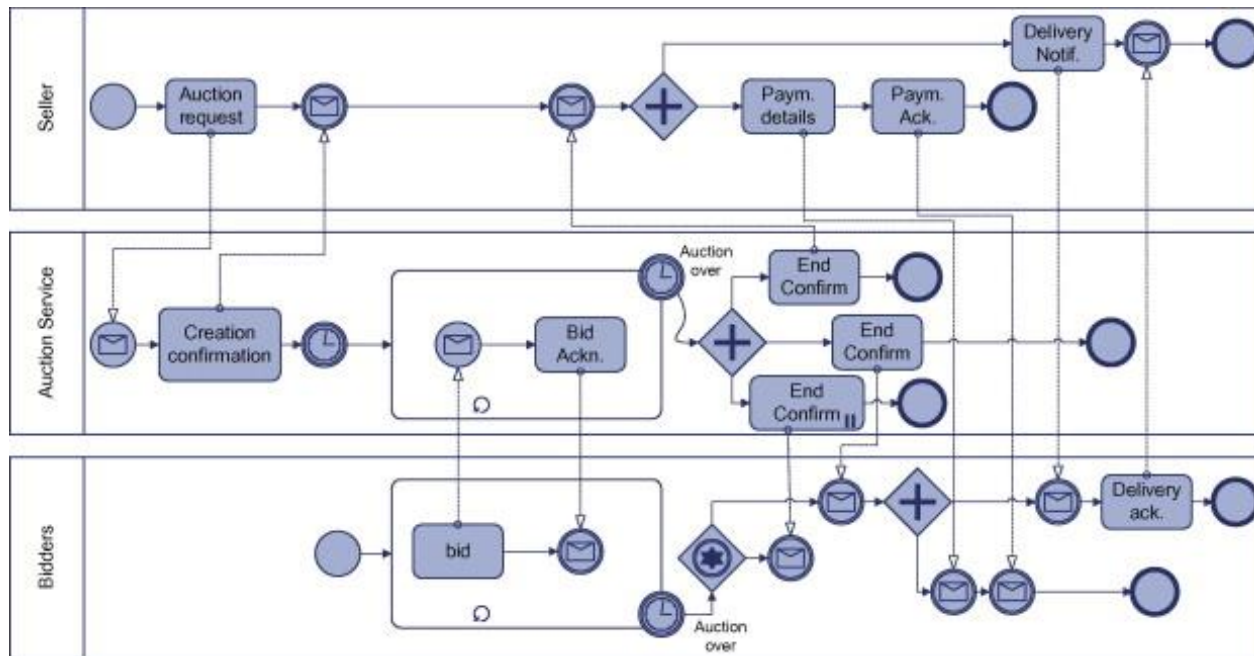 Seller
Auction
request
Paym.
details
Paym.
Ack.
Delivery
Notif.
Auction Service
Creation
confirmation
Bid
Ackn.
Auction
over
End
Confirm
End
Confirm
End
Confirm
Bidders
bid
Auction
over
Delivery
ack.